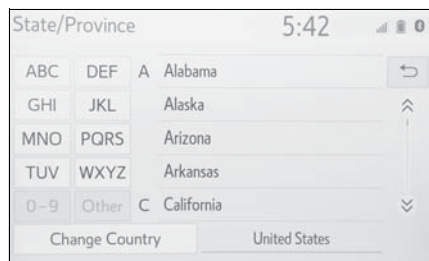 State/Province 5:42
ABC DEF A Alabama
GHI JKL Alaska
MNO PQRS Arizona
TUV WXYZ Arkansas
0-9 Other C California
Change Country United States